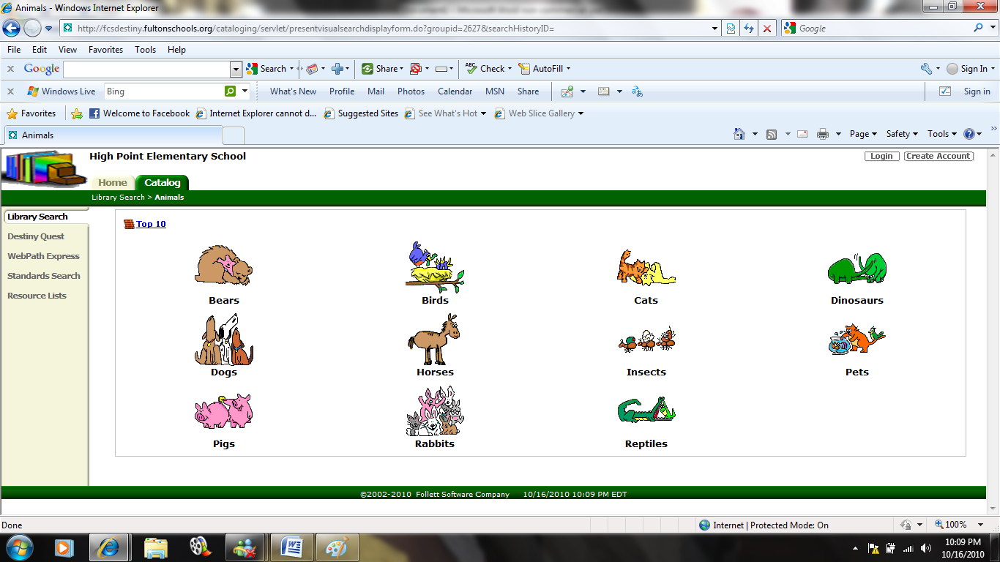 Animals - Windows Internet Explorer
http://fcsdestiny.fultonschools.org/cataloging/servlet/presentvisualsearchdisplayform.do?groupid=2627&searchHistoryID=
Google
File Edit View Favorites Tools Help
x Google Search Share ABC Check AutoFill Sign In
x Windows Live Bing What's New Profile Mail Photos Calendar MSN Share Sign in
Favorites Welcome to Facebook Internet Explorer cannot d... Suggested Sites See What's Hot Web Slice Gallery
Animals Page Safety Tools »
High Point Elementary School Login Create Account
Home Catalog
Library Search > Animals
Library Search
Destiny Quest
WebPath Express
Standards Search
Resource Lists
Top 10
Bears Birds Cats Dinosaurs
Dogs Horses Insects Pets
Pigs Rabbits Reptiles
©2002-2010 Follett Software Company 10/16/2010 10:09 PM EDT
Done Internet | Protected Mode: On 100%
10:09 PM
10/16/2010